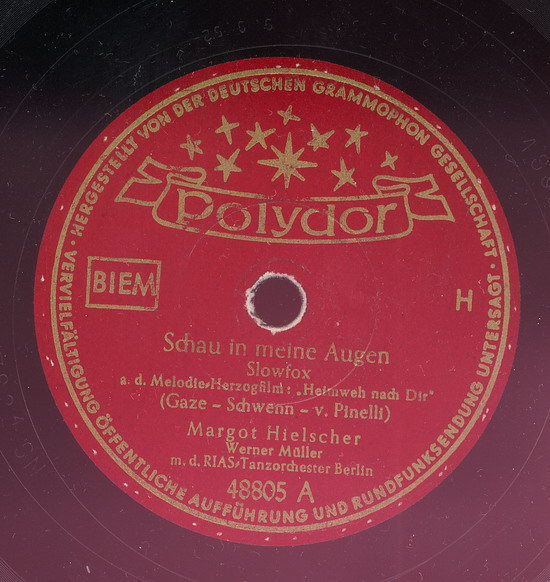 HERGESTELLT VON DER DEUTSCHEN GRAMMOPHON GESELLSCHAFT ·
VERVIELFÄLTIGUNG ÖFFENTLICHE AUFFÜHRUNG UND RUNDFUNKSENDUNG UNTERSAGT ·
Polydor
BIEM
H
Schau in meine Augen
Slowfox
a. d. Melodie-Herzogfilm: „Heimweh nach Dir"
(Gaze – Schwenn – v. Pinelli)
Margot Hielscher
Werner Müller
m. d. RIAS-Tanzorchester Berlin
48805 A